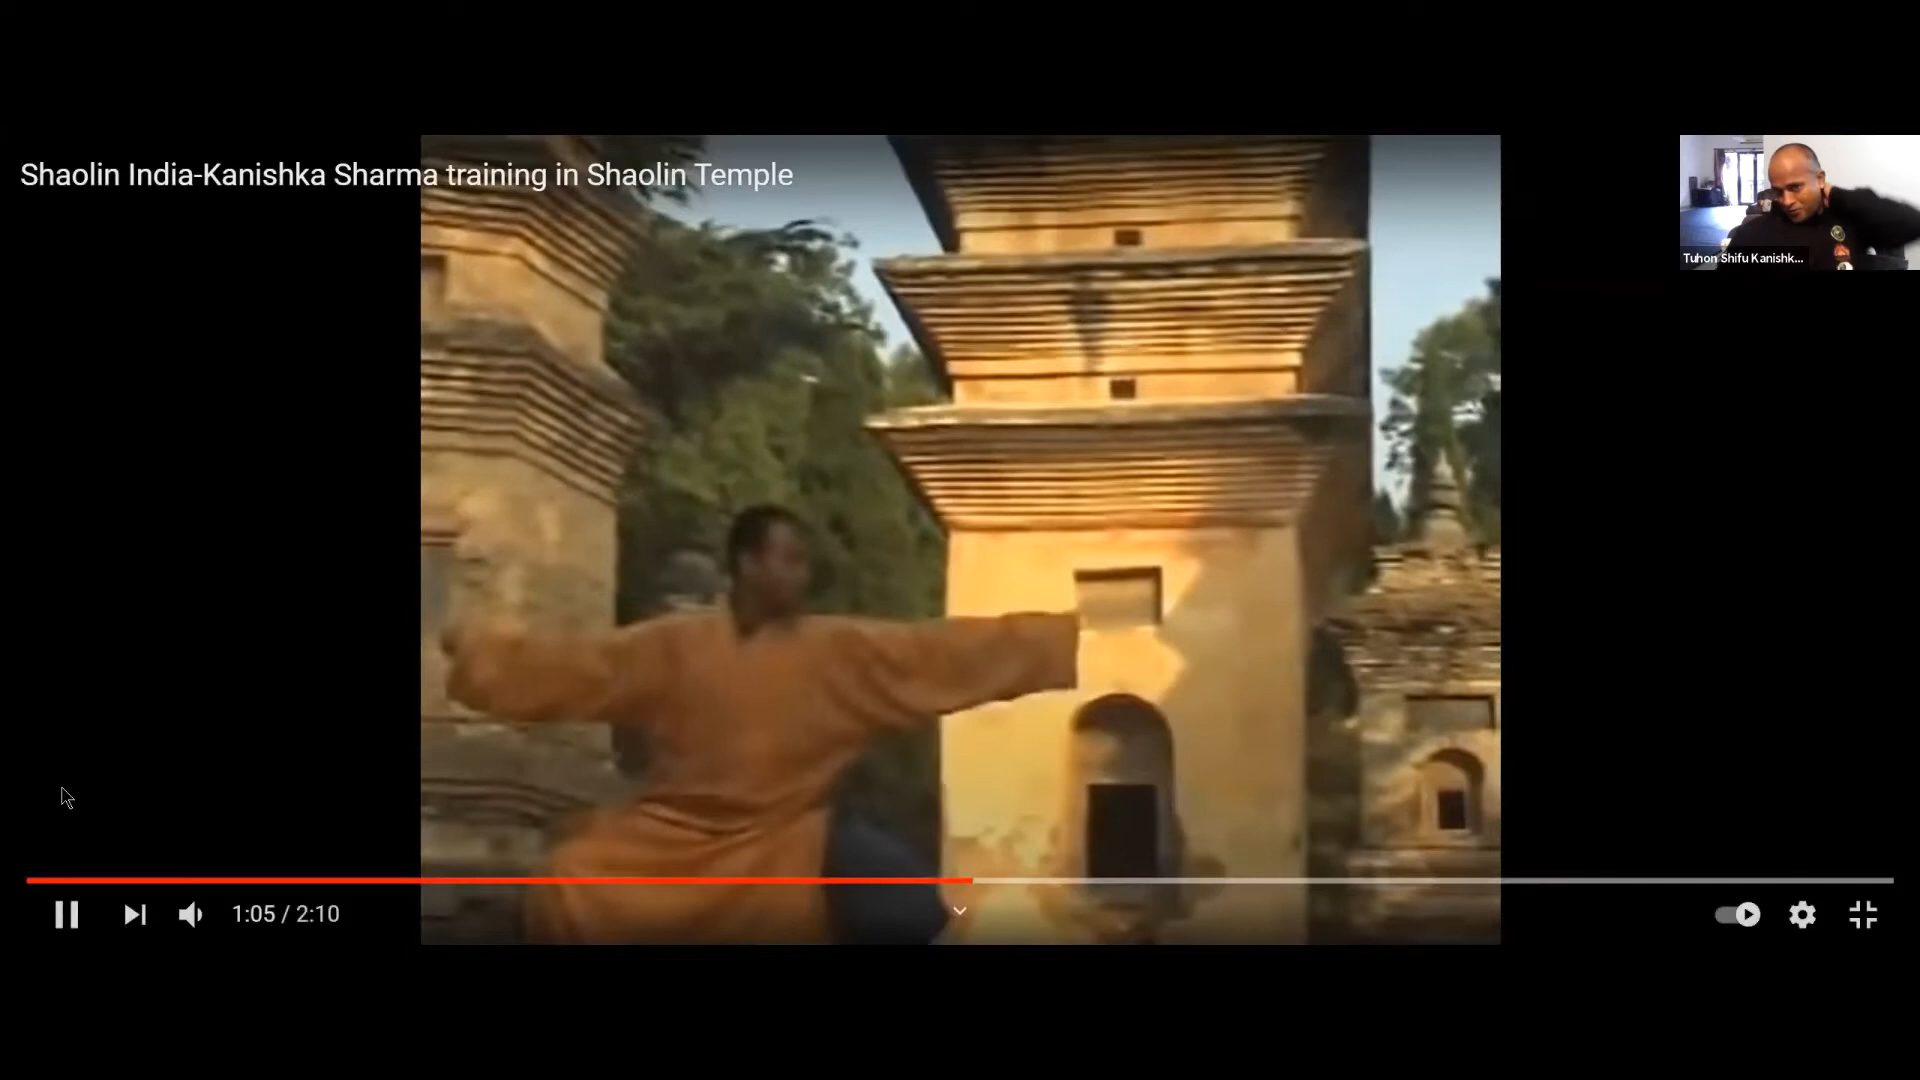 Shaolin India-Kanishka Sharma training in Shaolin Temple
Tuhon Shifu Kanishk...
1:05 / 2:10